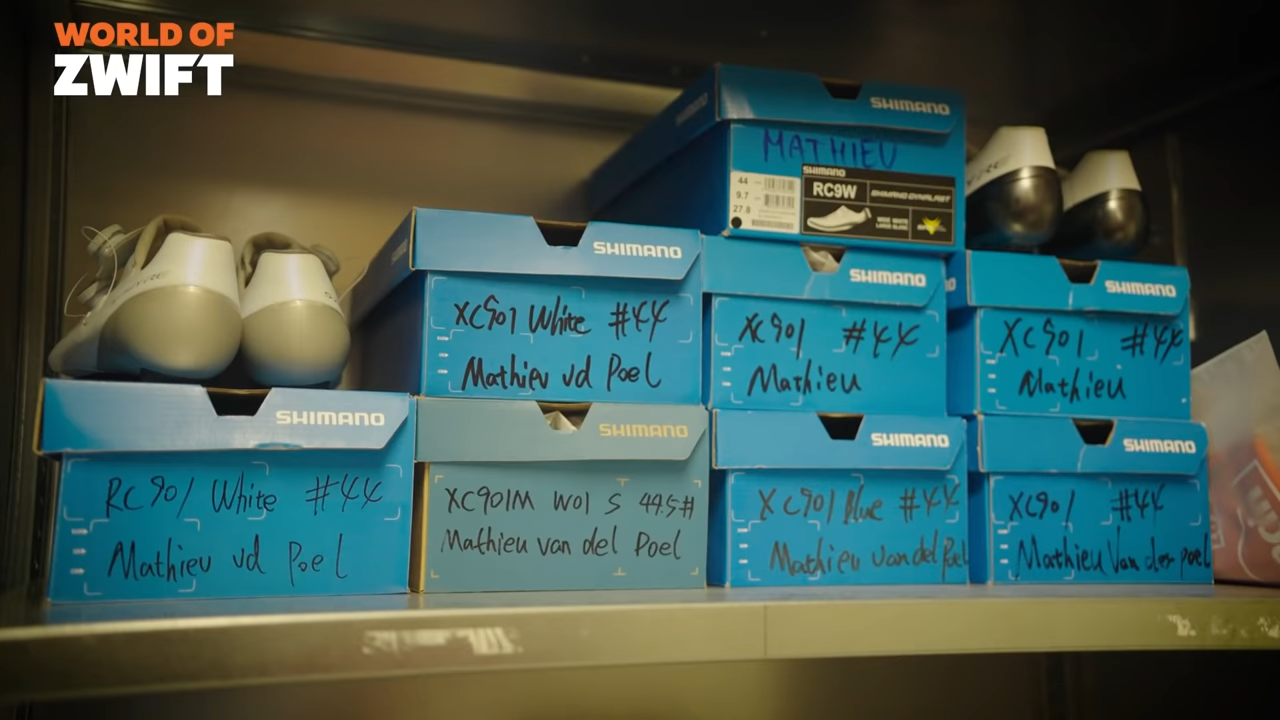 WORLD OF
ZWIFT
SHIMANO
MATHIEU
SHIMANO
44
9.7
27.8
RC9W
SHIMANO DYNALAST
SHIMANO
XC901 White #44
Mathieu vd Poel
SHIMANO
XC901 #44
Mathieu
SHIMANO
XC901 #44
Mathieu
SHIMANO
RC901 White #44
Mathieu vd Poel
SHIMANO
XC901M W01 S 44.5#
Mathieu van del Poel
SHIMANO
XC901 Blue #44
Mathieu van del Poel
SHIMANO
XC901 #44
Mathieu Van der poel